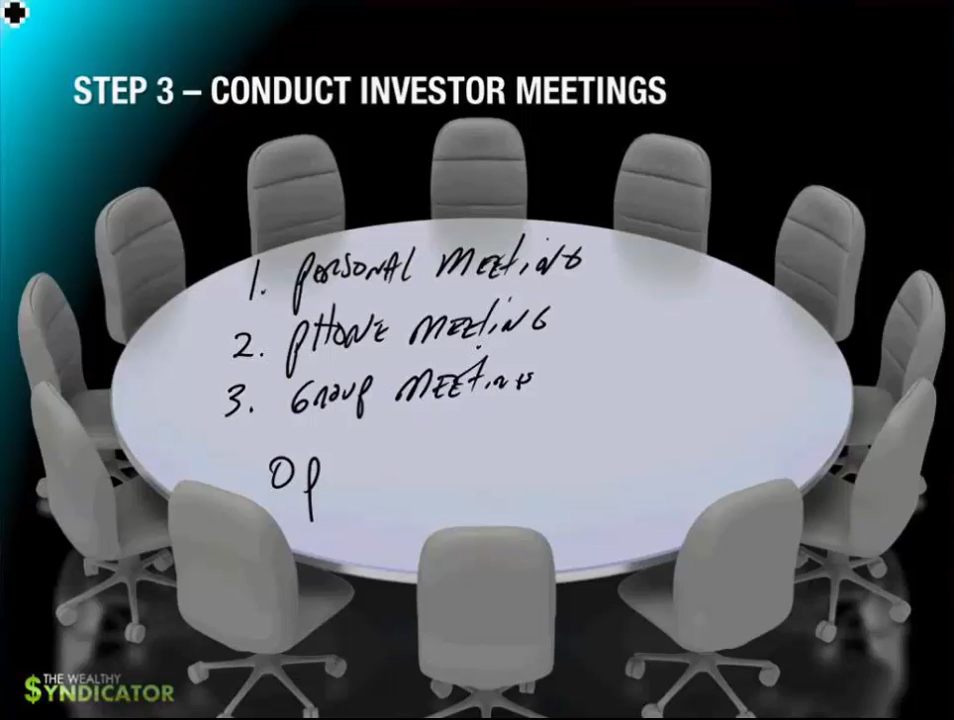 STEP 3 – CONDUCT INVESTOR MEETINGS
1. PERSONAL MEETING
2. PHONE MEETING
3. Group MEETING
Op
THE WEALTHY
$YNDICATOR